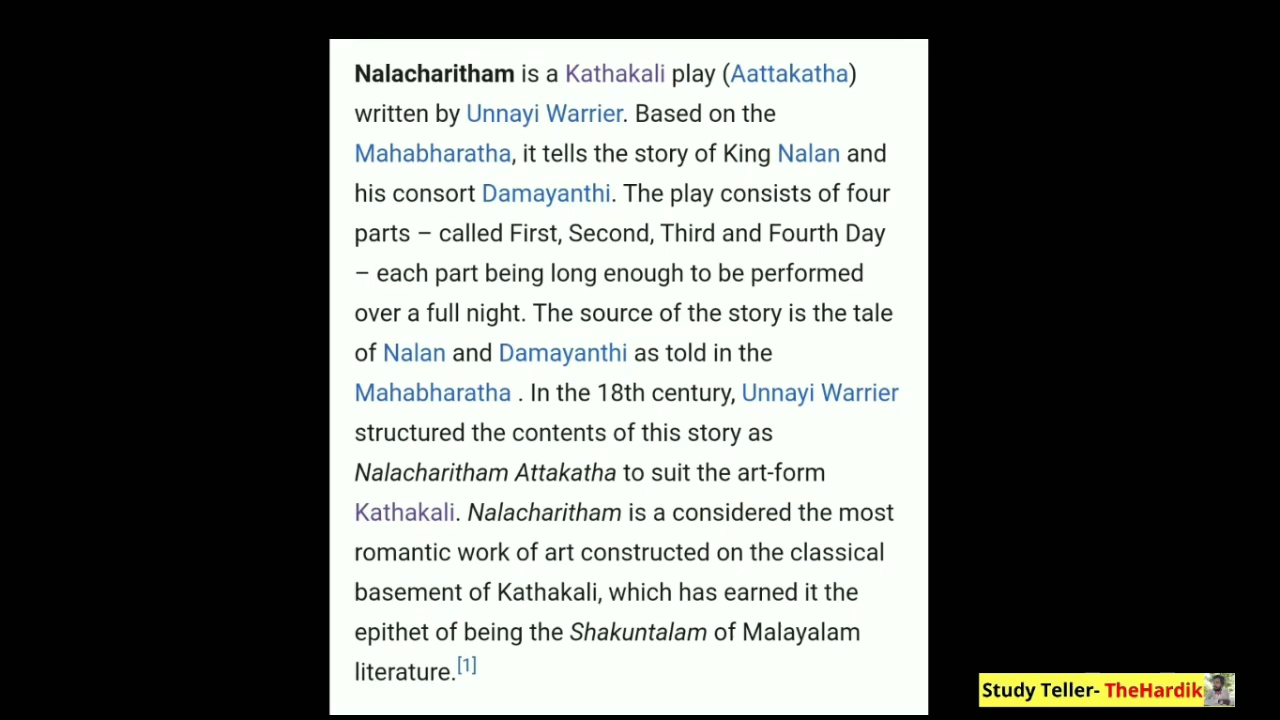 Nalacharitham is a Kathakali play (Aattakatha)
written by Unnayi Warrier. Based on the
Mahabharatha, it tells the story of King Nalan and
his consort Damayanthi. The play consists of four
parts – called First, Second, Third and Fourth Day
– each part being long enough to be performed
over a full night. The source of the story is the tale
of Nalan and Damayanthi as told in the
Mahabharatha . In the 18th century, Unnayi Warrier
structured the contents of this story as
Nalacharitham Attakatha to suit the art-form
Kathakali. Nalacharitham is a considered the most
romantic work of art constructed on the classical
basement of Kathakali, which has earned it the
epithet of being the Shakuntalam of Malayalam
literature.[1]
Study Teller- TheHardik